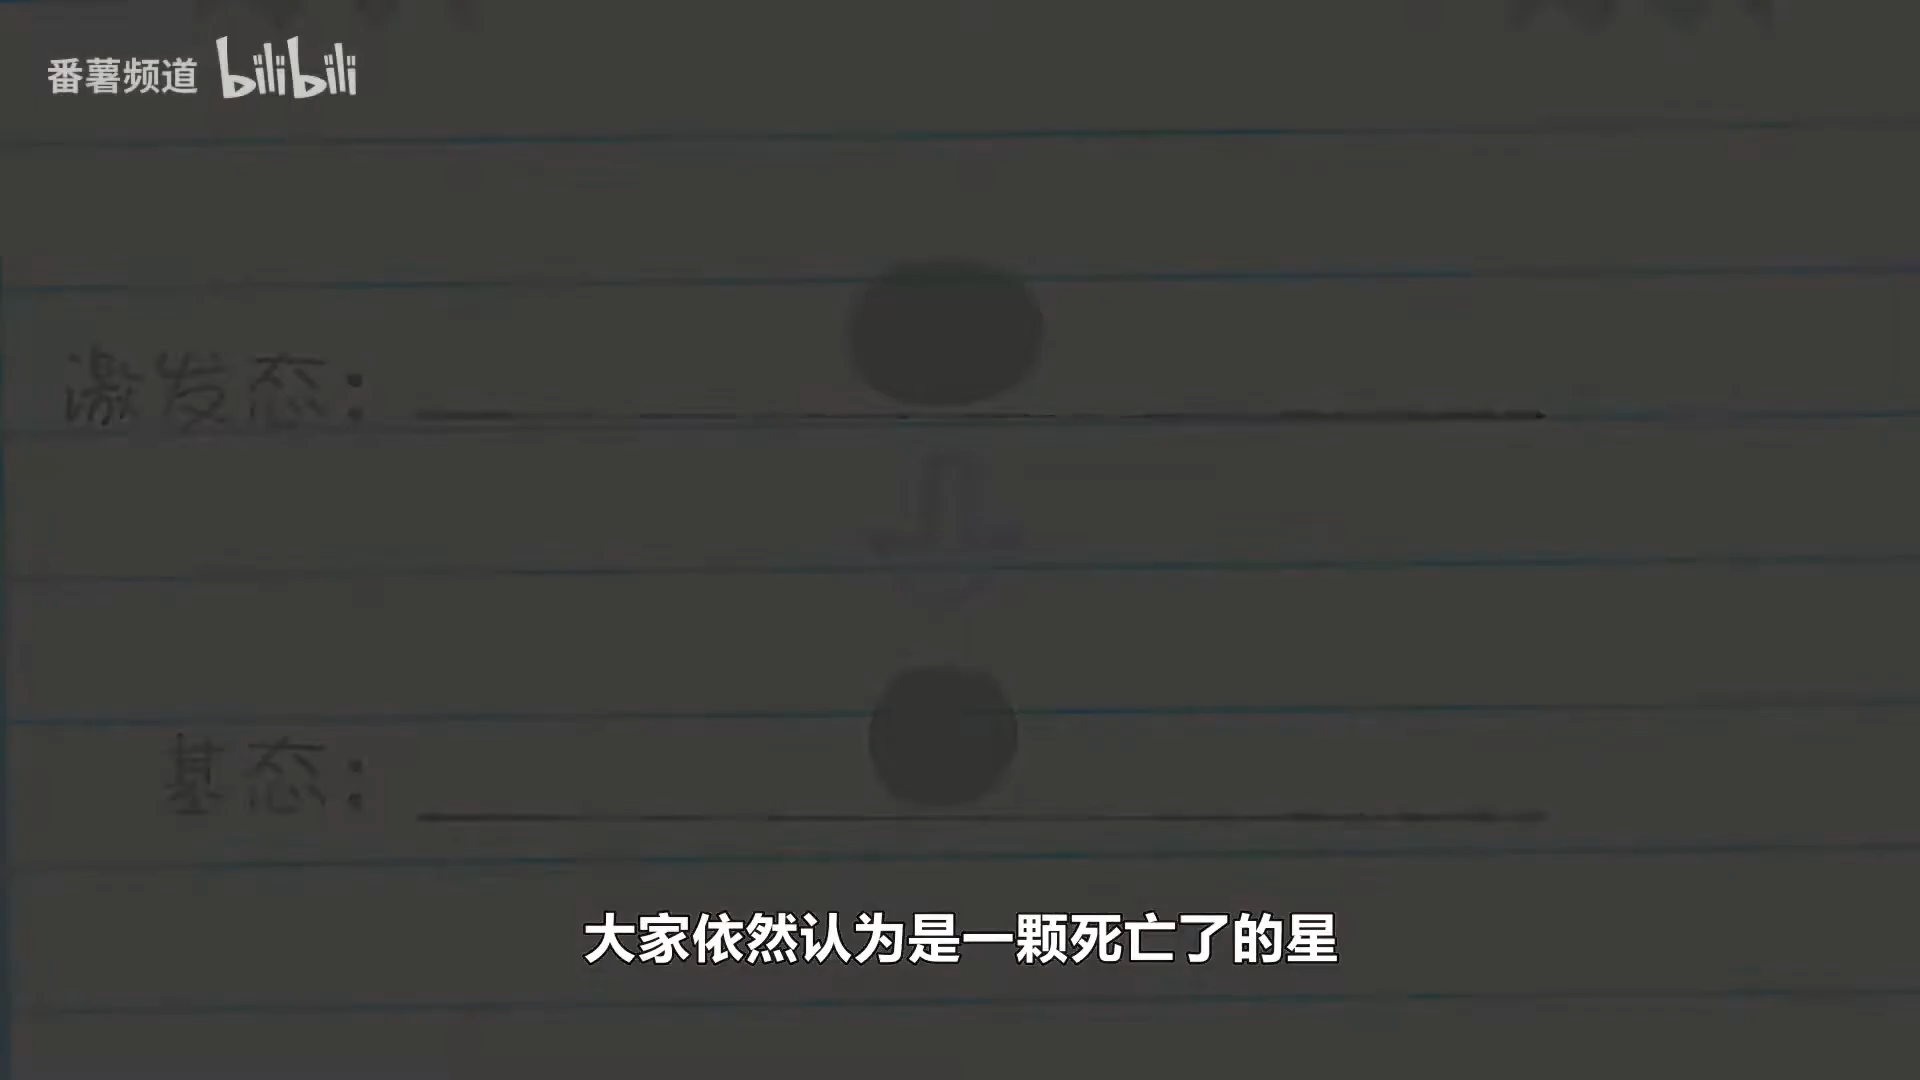 番薯频道 bilibili
激发态：
基态：
大家依然认为是一颗死亡了的星